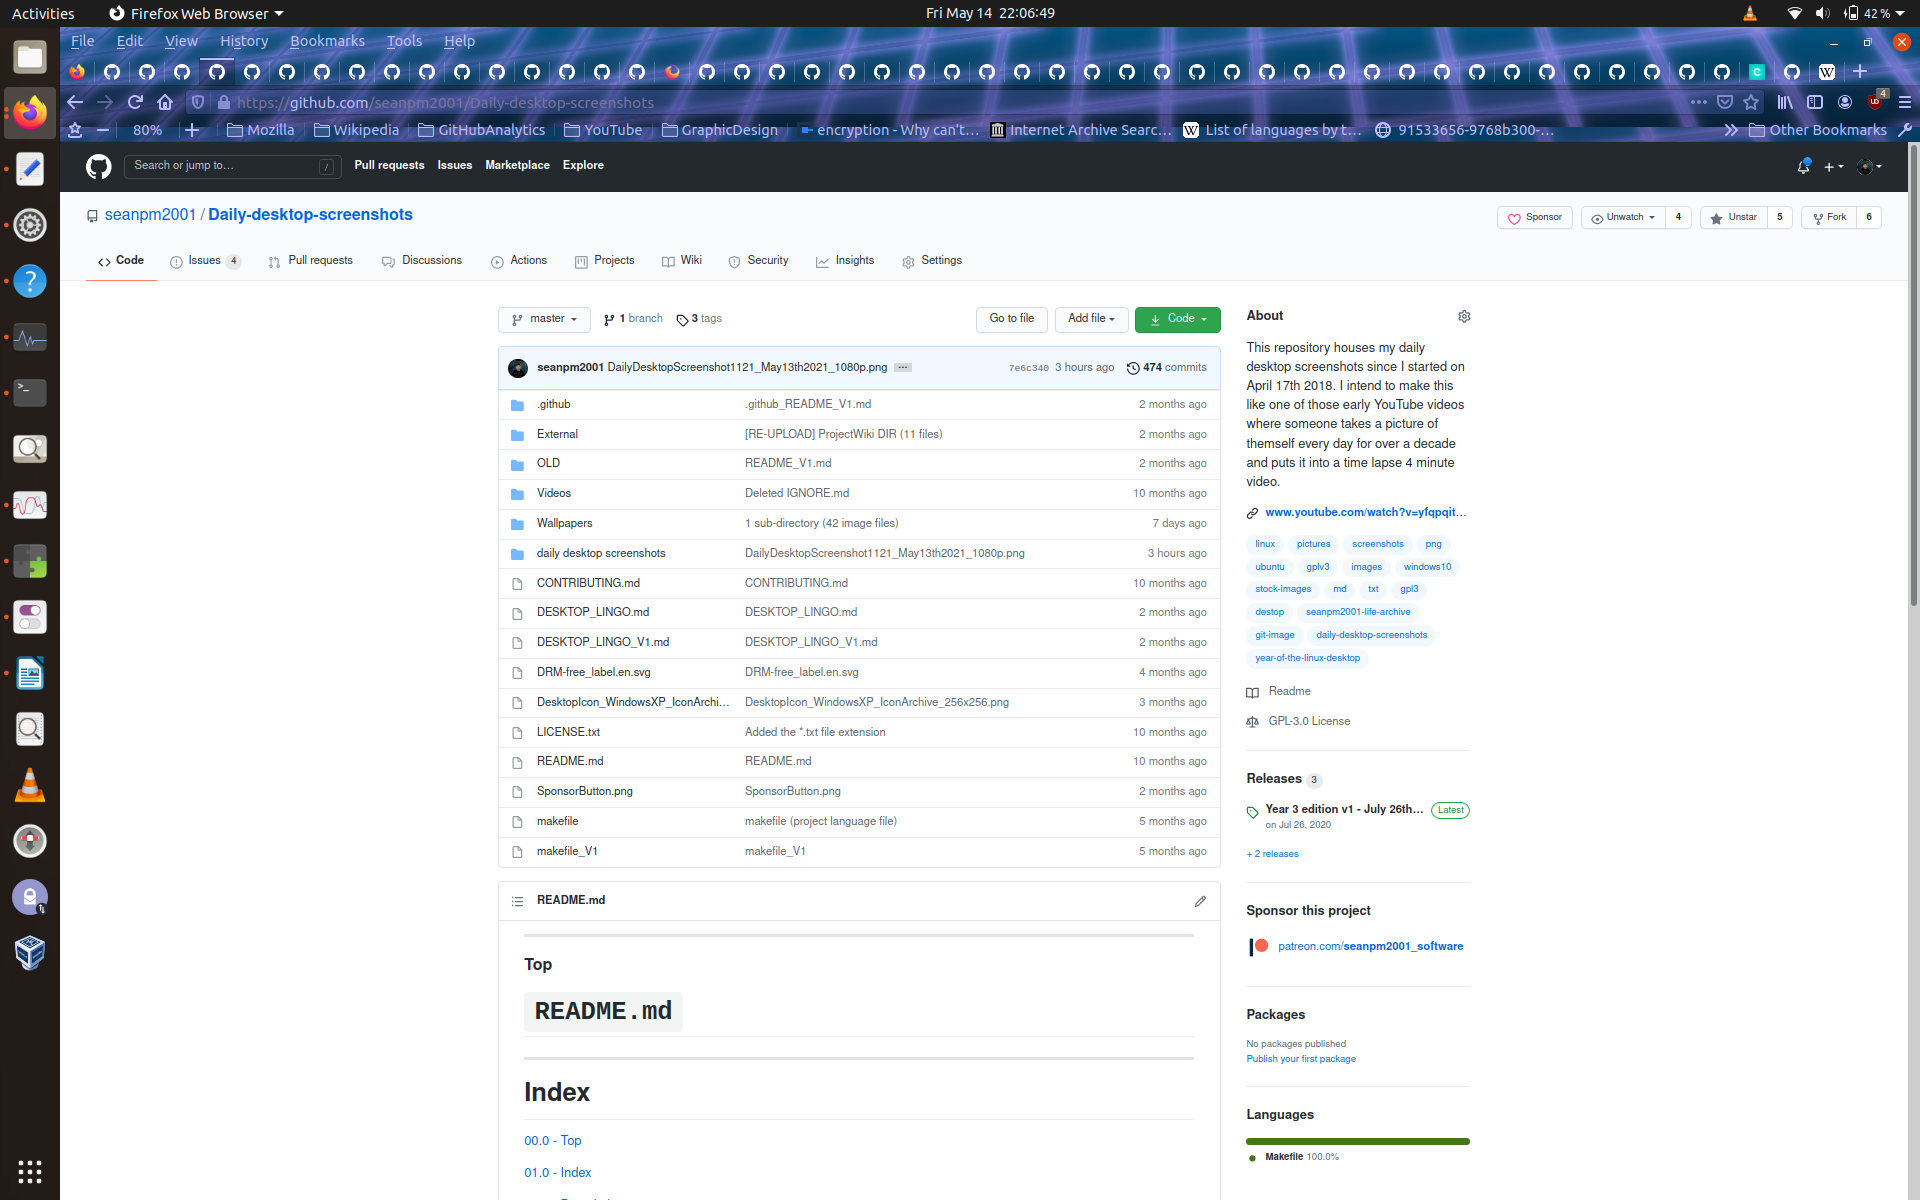 Activities Firefox Web Browser Fri May 14 22:06:49 42 %
File Edit View History Bookmarks Tools Help
https://github.com/seanpm2001/Daily-desktop-screenshots 4
80% Mozilla Wikipedia GitHubAnalytics YouTube GraphicDesign encryption - Why can't… Internet Archive Searc… List of languages by t… 91533656-9768b300-… Other Bookmarks
Search or jump to… / Pull requests Issues Marketplace Explore
seanpm2001 / Daily-desktop-screenshots Sponsor Unwatch 4 Unstar 5 Fork 6
Code Issues 4 Pull requests Discussions Actions Projects Wiki Security Insights Settings
master 1 branch 3 tags Go to file Add file Code
seanpm2001 DailyDesktopScreenshot1121_May13th2021_1080p.png ... 7e6c340 3 hours ago 474 commits
.github .github_README_V1.md 2 months ago
External [RE-UPLOAD] ProjectWiki DIR (11 files) 2 months ago
OLD README_V1.md 2 months ago
Videos Deleted IGNORE.md 10 months ago
Wallpapers 1 sub-directory (42 image files) 7 days ago
daily desktop screenshots DailyDesktopScreenshot1121_May13th2021_1080p.png 3 hours ago
CONTRIBUTING.md CONTRIBUTING.md 10 months ago
DESKTOP_LINGO.md DESKTOP_LINGO.md 2 months ago
DESKTOP_LINGO_V1.md DESKTOP_LINGO_V1.md 2 months ago
DRM-free_label.en.svg DRM-free_label.en.svg 4 months ago
DesktopIcon_WindowsXP_IconArchi… DesktopIcon_WindowsXP_IconArchive_256x256.png 3 months ago
LICENSE.txt Added the *.txt file extension 10 months ago
README.md README.md 10 months ago
SponsorButton.png SponsorButton.png 2 months ago
makefile makefile (project language file) 5 months ago
makefile_V1 makefile_V1 5 months ago
README.md
Top
README.md
Index
00.0 - Top
01.0 - Index
About
This repository houses my daily
desktop screenshots since I started on
April 17th 2018. I intend to make this
like one of those early YouTube videos
where someone takes a picture of
themself every day for over a decade
and puts it into a time lapse 4 minute
video.
www.youtube.com/watch?v=yfqpqit…
linux pictures screenshots png
ubuntu gplv3 images windows10
stock-images md txt gpl3
destop seanpm2001-life-archive
git-image daily-desktop-screenshots
year-of-the-linux-desktop
Readme
GPL-3.0 License
Releases 3
Year 3 edition v1 - July 26th… Latest
on Jul 26, 2020
+ 2 releases
Sponsor this project
patreon.com/seanpm2001_software
Packages
No packages published
Publish your first package
Languages
Makefile 100.0%